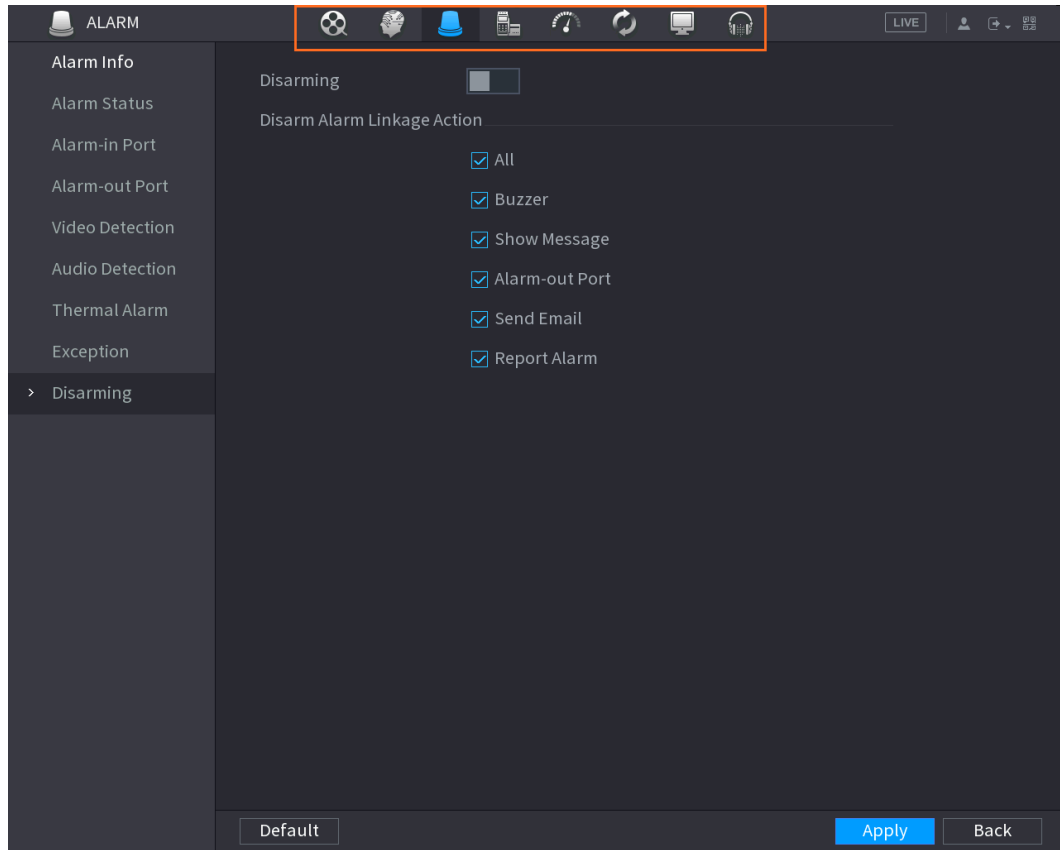 ALARM
LIVE
Alarm Info
Alarm Status
Alarm-in Port
Alarm-out Port
Video Detection
Audio Detection
Thermal Alarm
Exception
> Disarming
Disarming
Disarm Alarm Linkage Action
All
Buzzer
Show Message
Alarm-out Port
Send Email
Report Alarm
Default
Apply
Back